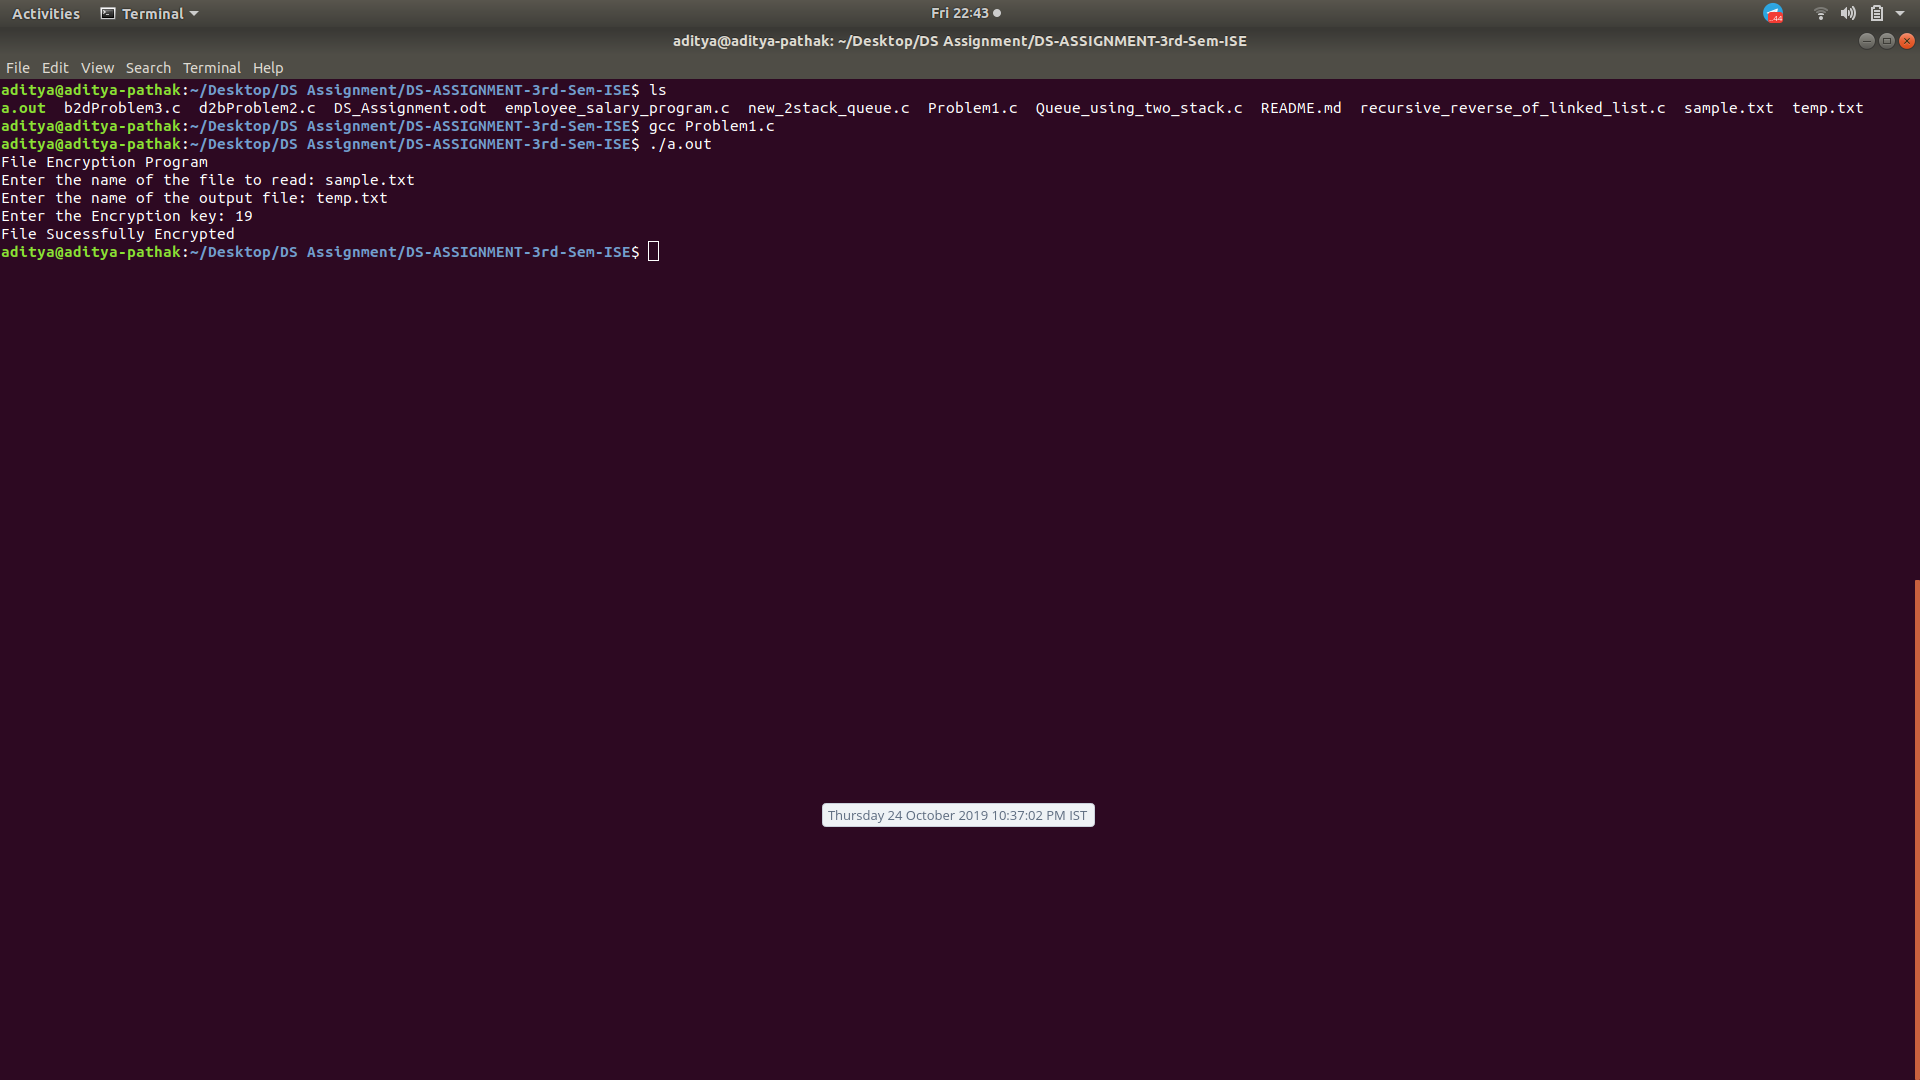 Activities Terminal Fri 22:43 44
aditya@aditya-pathak: ~/Desktop/DS Assignment/DS-ASSIGNMENT-3rd-Sem-ISE
File Edit View Search Terminal Help
aditya@aditya-pathak:~/Desktop/DS Assignment/DS-ASSIGNMENT-3rd-Sem-ISE$ ls
a.out b2dProblem3.c d2bProblem2.c DS_Assignment.odt employee_salary_program.c new_2stack_queue.c Problem1.c Queue_using_two_stack.c README.md recursive_reverse_of_linked_list.c sample.txt temp.txt
aditya@aditya-pathak:~/Desktop/DS Assignment/DS-ASSIGNMENT-3rd-Sem-ISE$ gcc Problem1.c
aditya@aditya-pathak:~/Desktop/DS Assignment/DS-ASSIGNMENT-3rd-Sem-ISE$ ./a.out
File Encryption Program
Enter the name of the file to read: sample.txt
Enter the name of the output file: temp.txt
Enter the Encryption key: 19
File Sucessfully Encrypted
aditya@aditya-pathak:~/Desktop/DS Assignment/DS-ASSIGNMENT-3rd-Sem-ISE$
Thursday 24 October 2019 10:37:02 PM IST